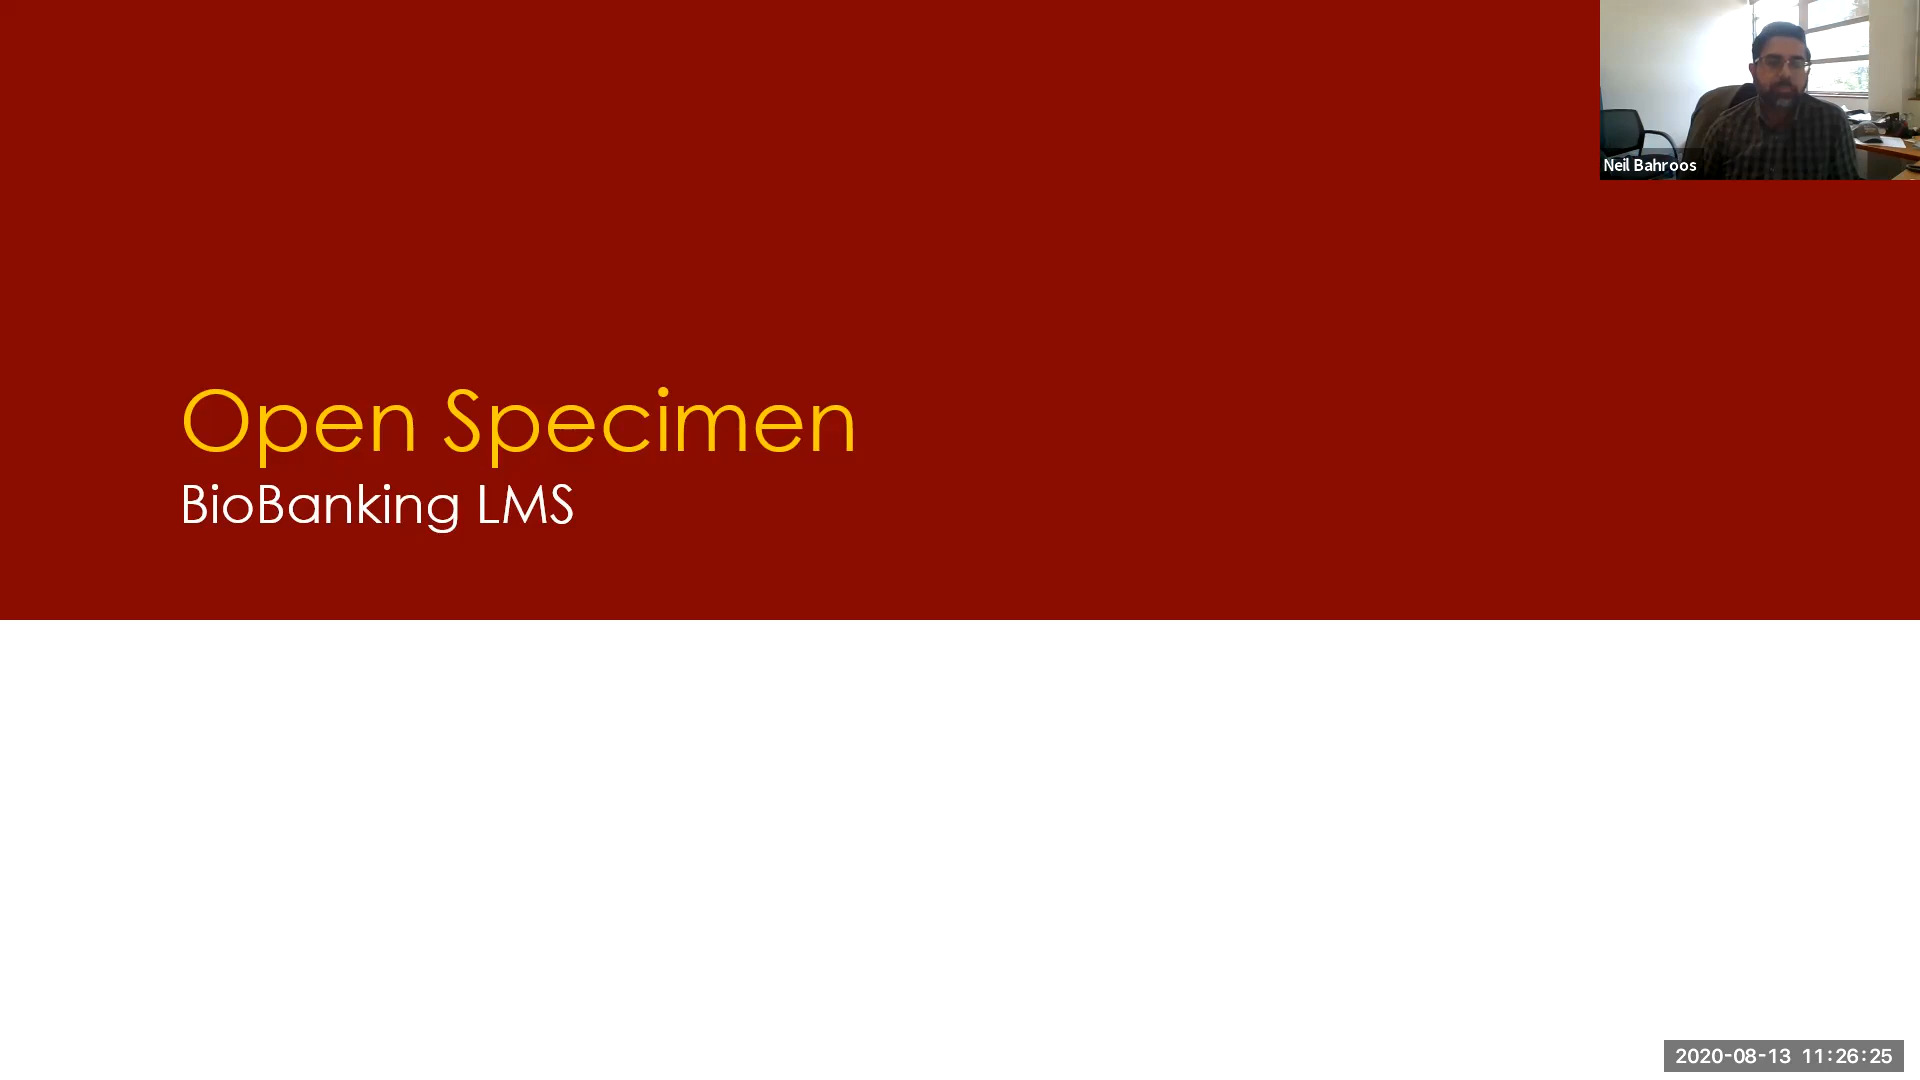 Neil Bahroos
Open Specimen
BioBanking LMS
2020-08-13 11:26:25